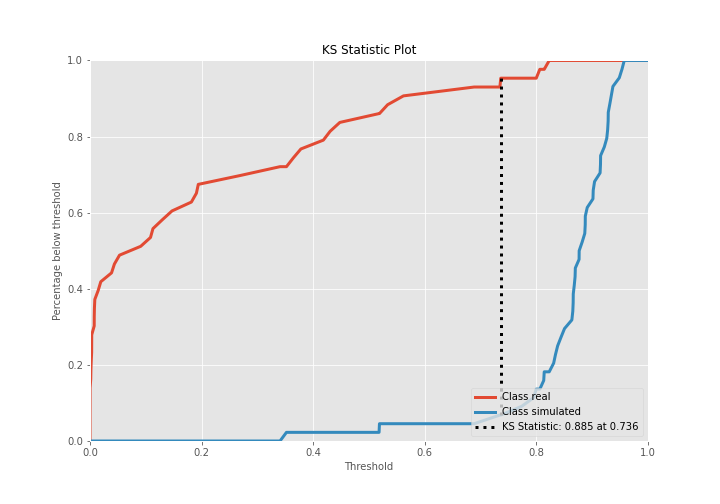 KS Statistic Plot
1.0
0.8
0.6
0.4
0.2
0.0
Percentage below threshold
0.0 0.2 0.4 0.6 0.8 1.0
Threshold
Class real
Class simulated
KS Statistic: 0.885 at 0.736